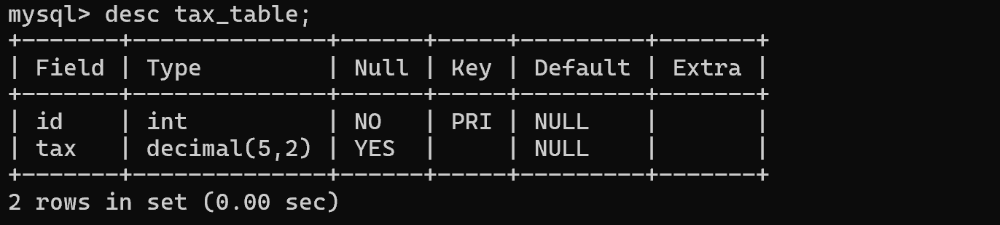 mysql> desc tax_table;
+-------+--------------+------+-----+---------+-------+
| Field | Type         | Null | Key | Default | Extra |
+-------+--------------+------+-----+---------+-------+
| id    | int          | NO   | PRI | NULL    |       |
| tax   | decimal(5,2) | YES  |     | NULL    |       |
+-------+--------------+------+-----+---------+-------+
2 rows in set (0.00 sec)